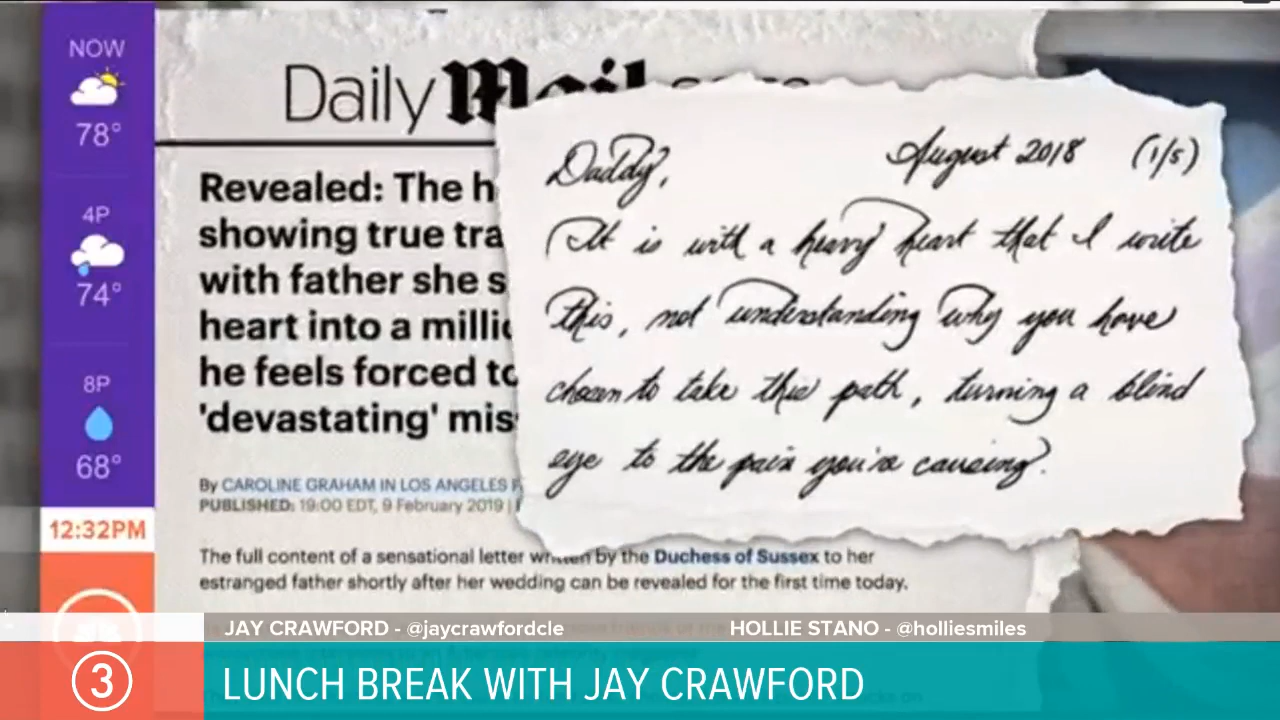 NOW
78°
4P
74°
8P
68°
12:32PM
Daily Mail
Revealed: The h
showing true tra
with father she s
heart into a millic
he feels forced to
'devastating' mis
By CAROLINE GRAHAM IN LOS ANGELES
PUBLISHED: 19:00 EDT, 9 February 2019 |
The full content of a sensational letter written by the Duchess of Sussex to her
estranged father shortly after her wedding can be revealed for the first time today.
Daddy, August 2018 (1/5)
It is with a heavy heart that I write
this, not understanding why you have
chosen to take this path, turning a blind
eye to the pain you're causing.
JAY CRAWFORD - @jaycrawfordcle HOLLIE STANO - @holliesmiles
3 LUNCH BREAK WITH JAY CRAWFORD